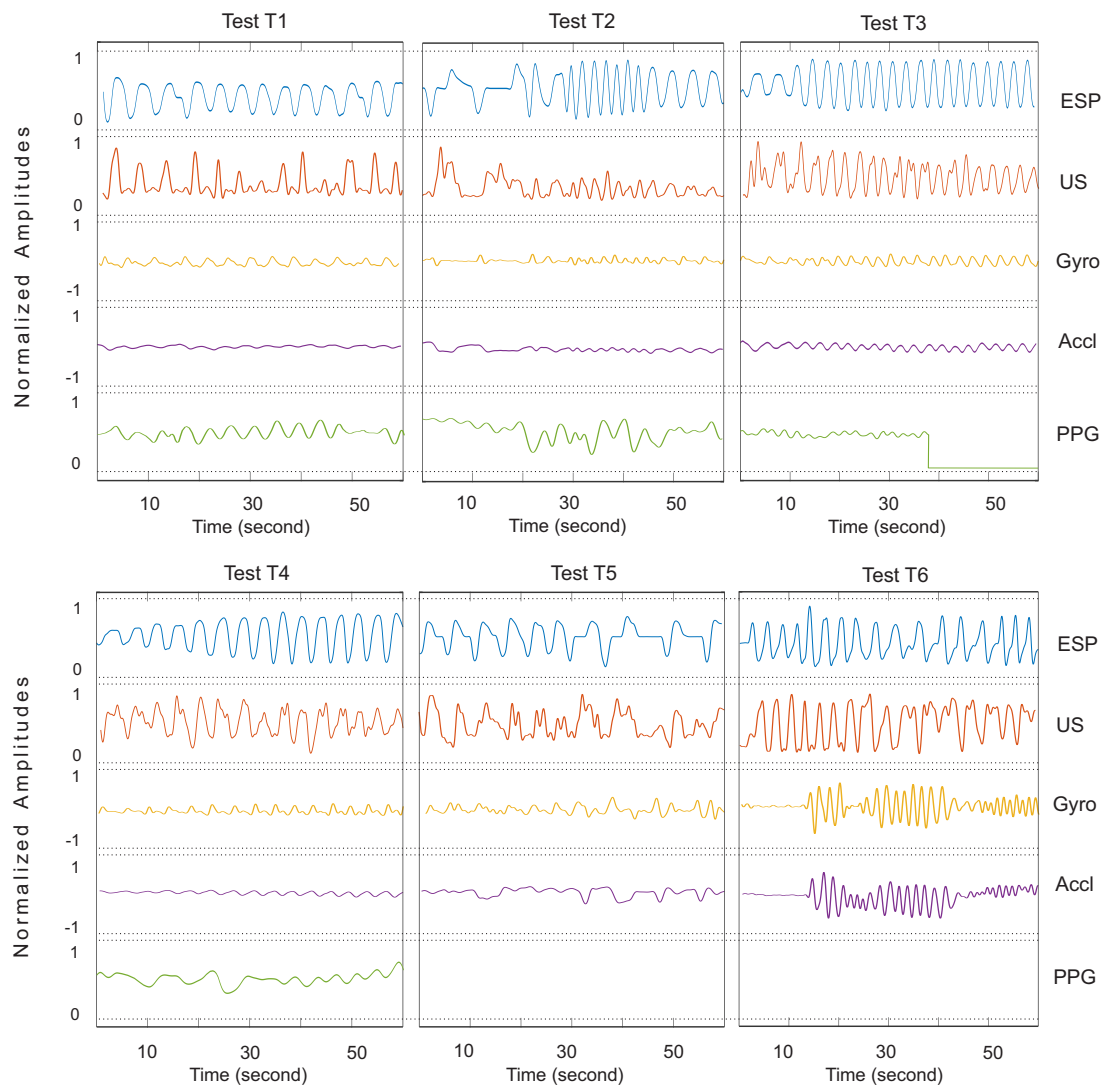 Test T1 Test T2 Test T3
1
0 ESP
1
0 US
1
-1 Gyro
1
-1 Accl
1
0 PPG
Normalized Amplitudes
10 30 50 10 30 50 10 30 50
Time (second) Time (second) Time (second)
Test T4 Test T5 Test T6
1
0 ESP
1
0 US
1
-1 Gyro
1
-1 Accl
1
0 PPG
Normalized Amplitudes
10 30 50 10 30 50 10 30 50
Time (second) Time (second) Time (second)